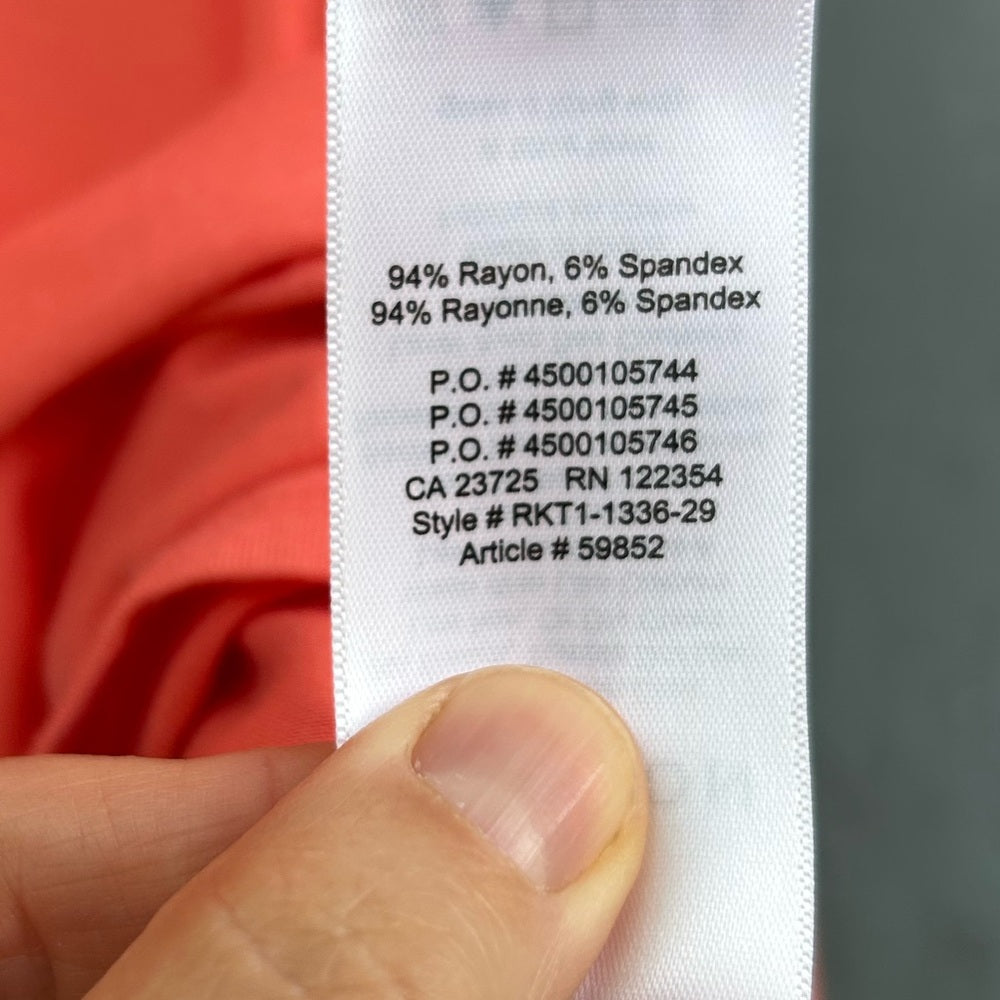 94% Rayon, 6% Spandex
94% Rayonne, 6% Spandex
P.O. # 4500105744
P.O. # 4500105745
P.O. # 4500105746
CA 23725 RN 122354
Style # RKT1-1336-29
Article # 59852